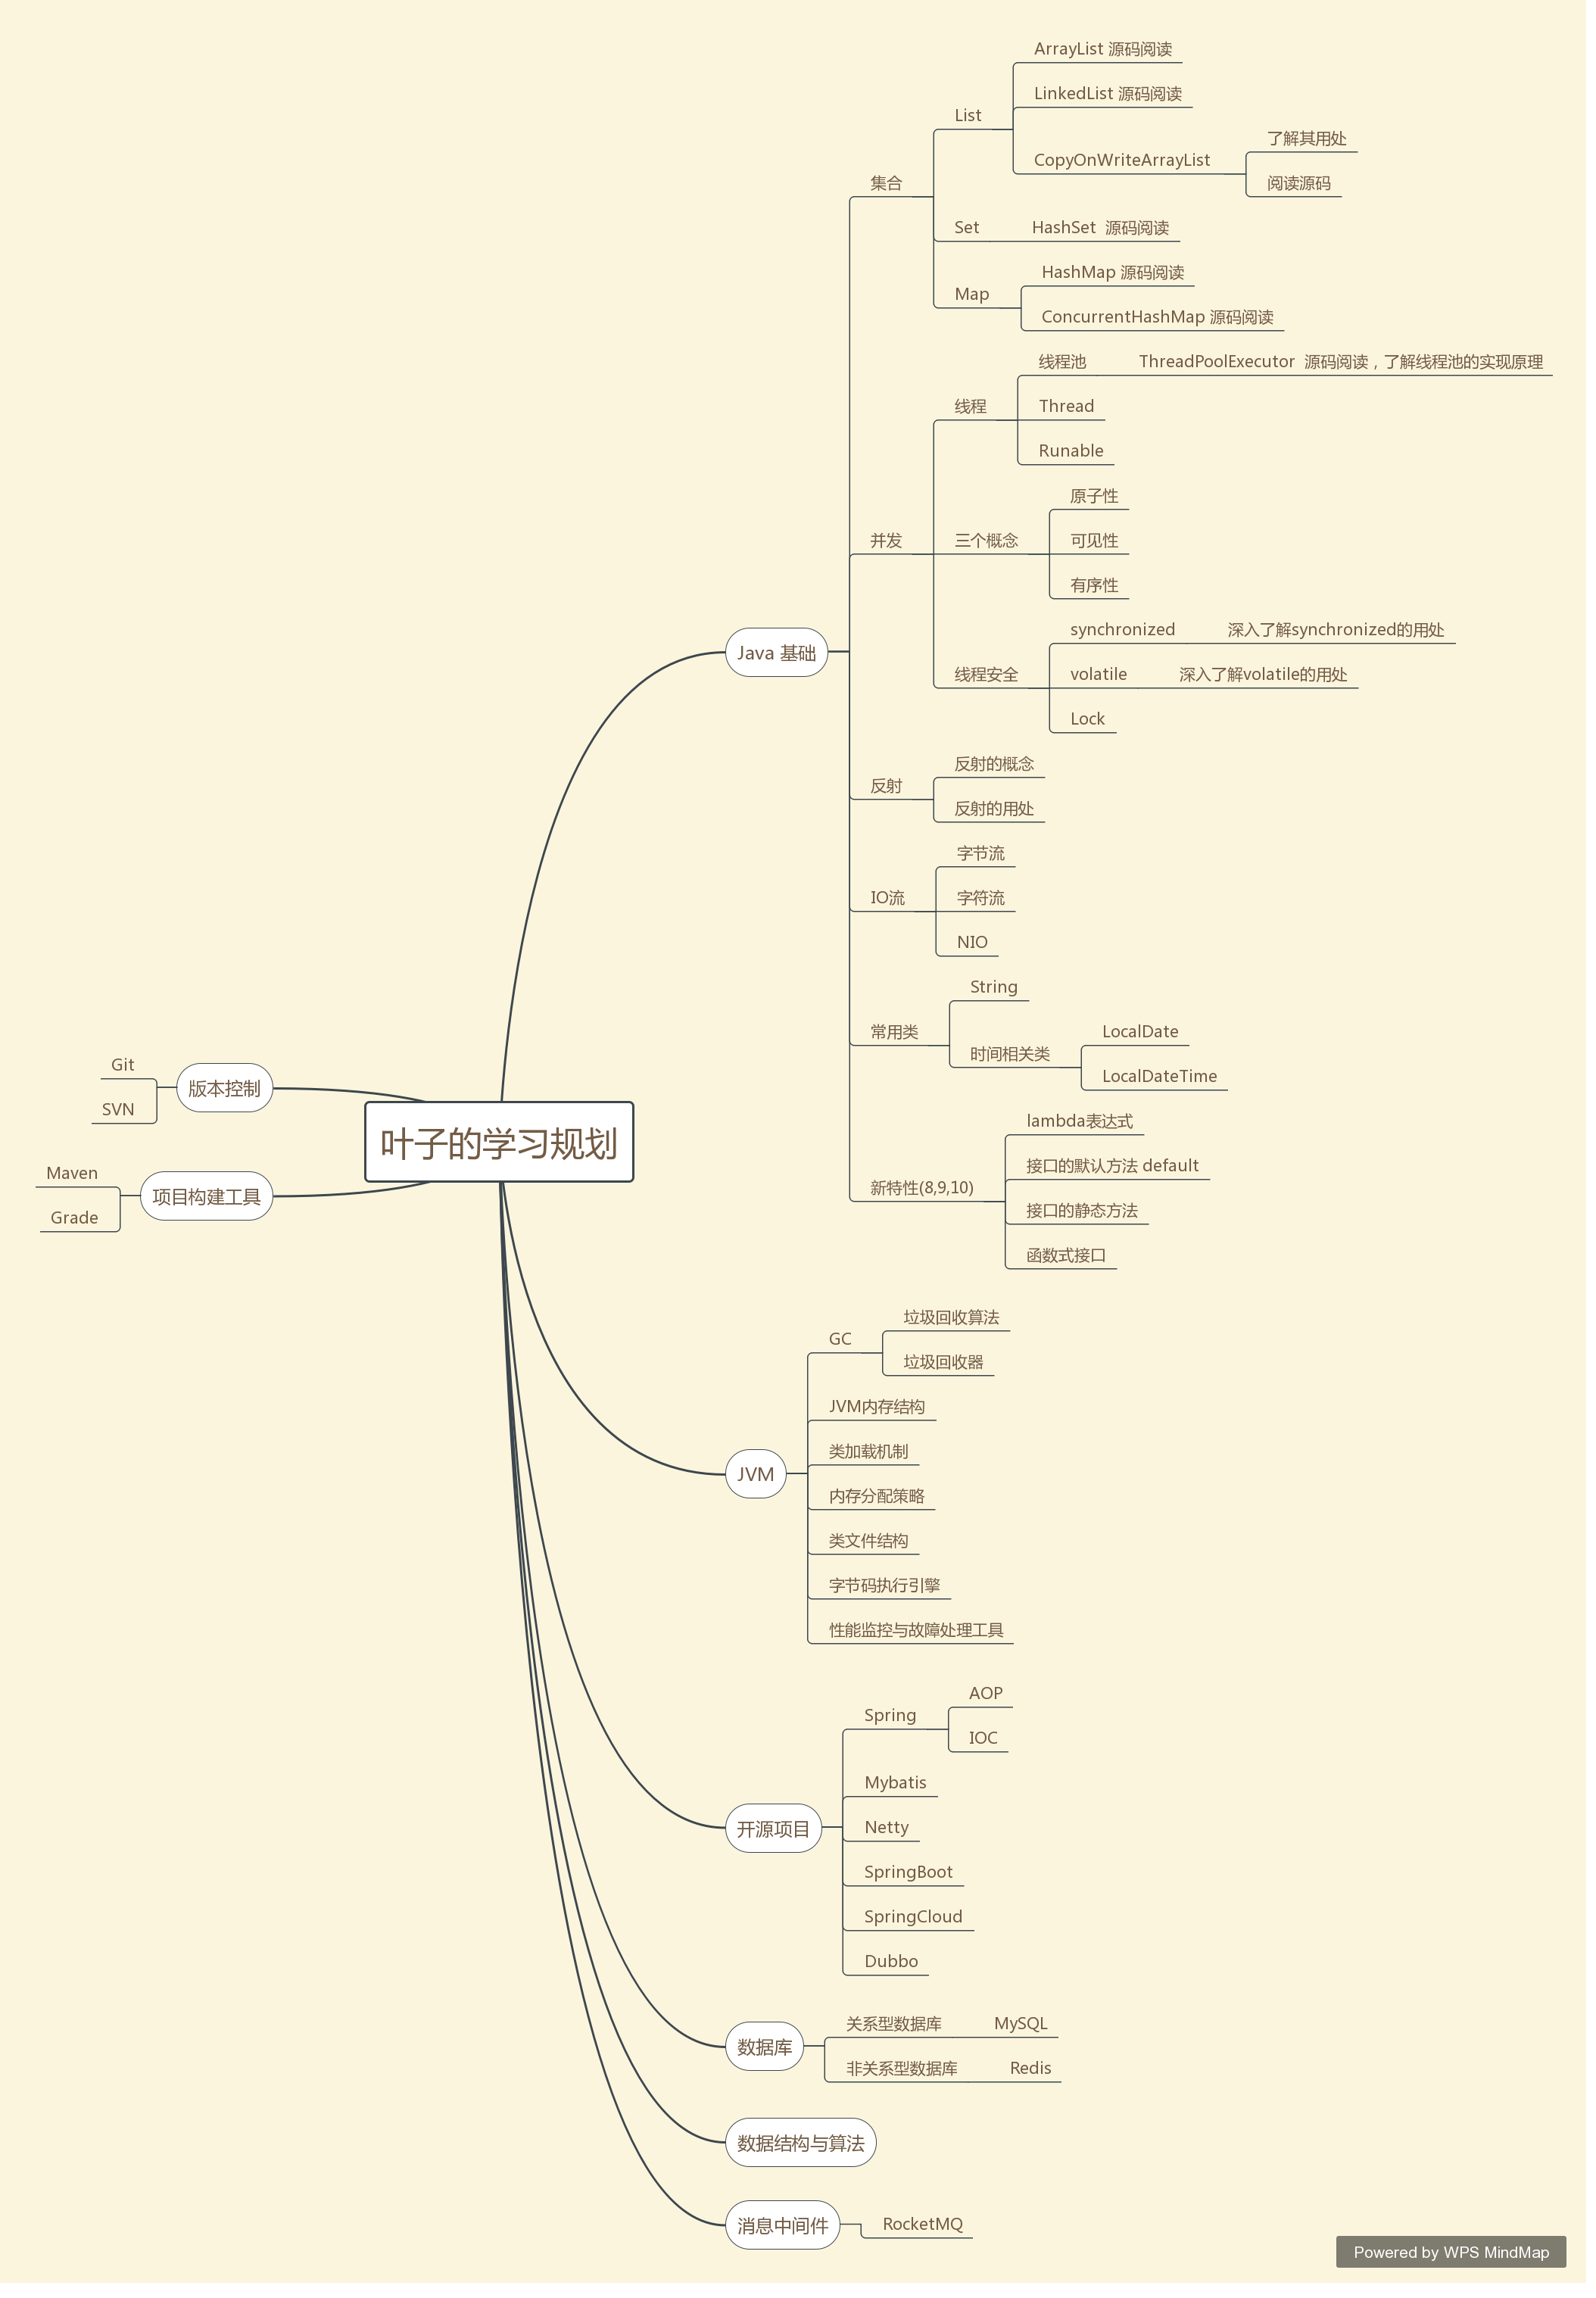 ArrayList 源码阅读
LinkedList 源码阅读
List
了解其用处
CopyOnWriteArrayList
阅读源码
集合
Set
HashSet 源码阅读
HashMap 源码阅读
Map
ConcurrentHashMap 源码阅读
线程池
ThreadPoolExecutor 源码阅读，了解线程池的实现原理
线程
Thread
Runable
原子性
并发
三个概念
可见性
有序性
synchronized
深入了解synchronized的用处
Java 基础
线程安全
volatile
深入了解volatile的用处
Lock
反射的概念
反射
反射的用处
字节流
IO流
字符流
NIO
String
常用类
LocalDate
时间相关类
LocalDateTime
lambda表达式
接口的默认方法 default
新特性(8,9,10)
接口的静态方法
函数式接口
Git
版本控制
SVN
叶子的学习规划
Maven
项目构建工具
Grade
垃圾回收算法
GC
垃圾回收器
JVM内存结构
类加载机制
JVM
内存分配策略
类文件结构
字节码执行引擎
性能监控与故障处理工具
AOP
Spring
IOC
Mybatis
开源项目
Netty
SpringBoot
SpringCloud
Dubbo
关系型数据库
MySQL
数据库
非关系型数据库
Redis
数据结构与算法
消息中间件
RocketMQ
Powered by WPS MindMap